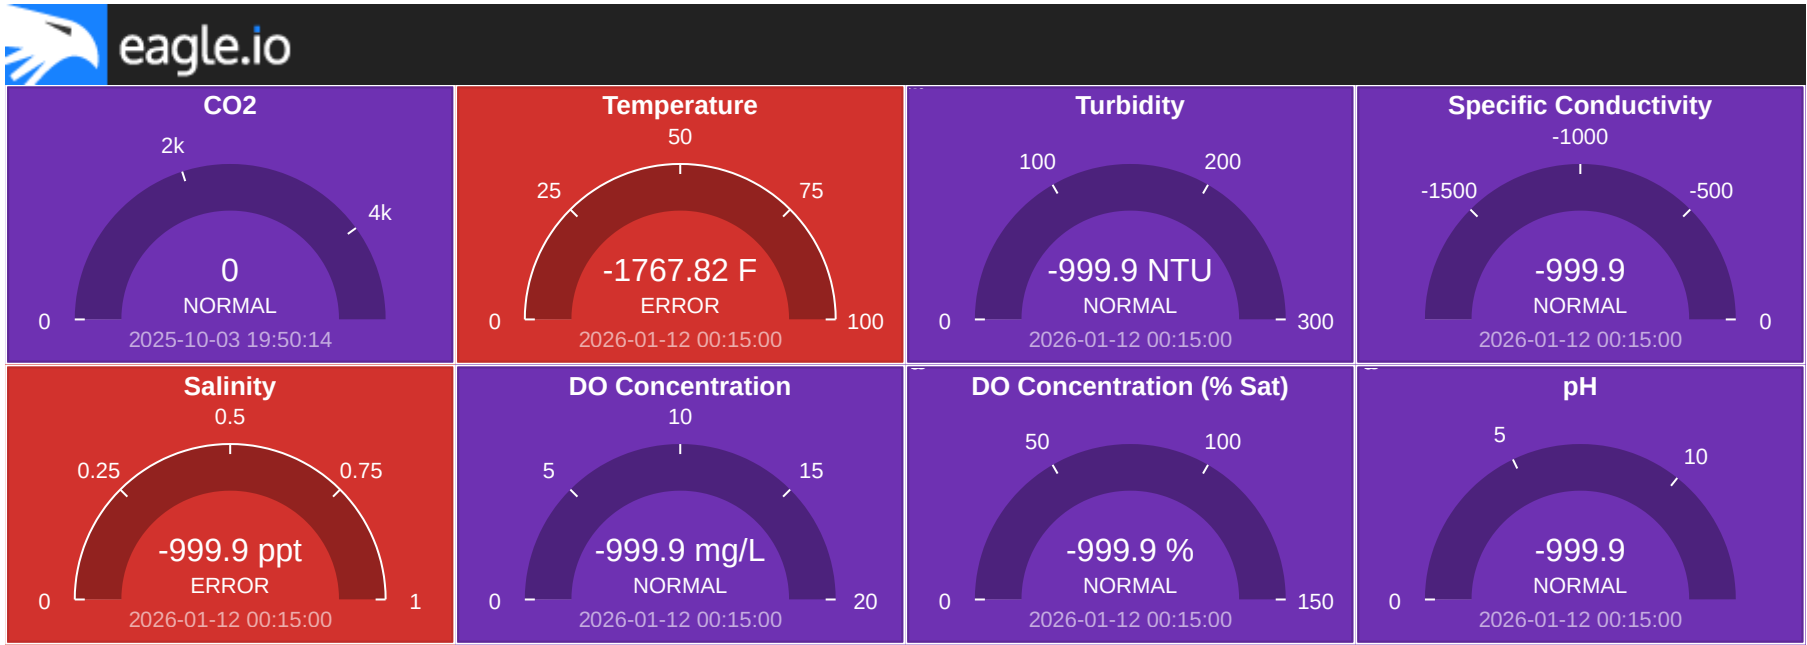 eagle.io
CO2
2k
4k
0
NORMAL
0
2025-10-03 19:50:14
Temperature
50
25
75
-1767.82 F
ERROR
0
100
2026-01-12 00:15:00
Turbidity
100
200
-999.9 NTU
NORMAL
0
300
2026-01-12 00:15:00
Specific Conductivity
-1000
-1500
-500
-999.9
NORMAL
0
2026-01-12 00:15:00
Salinity
0.5
0.25
0.75
-999.9 ppt
ERROR
0
1
2026-01-12 00:15:00
DO Concentration
10
5
15
-999.9 mg/L
NORMAL
0
20
2026-01-12 00:15:00
DO Concentration (% Sat)
50
100
-999.9 %
NORMAL
0
150
2026-01-12 00:15:00
pH
5
10
-999.9
NORMAL
0
2026-01-12 00:15:00